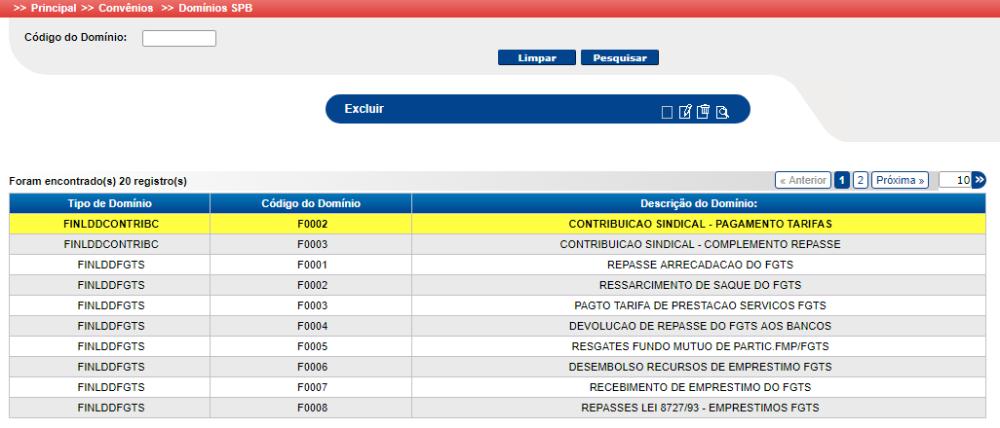 >> Principal >> Convênios >> Domínios SPB
Código do Domínio:
Limpar Pesquisar
Excluir
Foram encontrado(s) 20 registro(s) « Anterior 1 2 Próxima » 10 »
Tipo de Domínio Código do Domínio Descrição do Domínio:
FINLDDCONTRIBC F0002 CONTRIBUICAO SINDICAL - PAGAMENTO TARIFAS
FINLDDCONTRIBC F0003 CONTRIBUICAO SINDICAL - COMPLEMENTO REPASSE
FINLDDFGTS F0001 REPASSE ARRECADACAO DO FGTS
FINLDDFGTS F0002 RESSARCIMENTO DE SAQUE DO FGTS
FINLDDFGTS F0003 PAGTO TARIFA DE PRESTACAO SERVICOS FGTS
FINLDDFGTS F0004 DEVOLUCAO DE REPASSE DO FGTS AOS BANCOS
FINLDDFGTS F0005 RESGATES FUNDO MUTUO DE PARTIC.FMP/FGTS
FINLDDFGTS F0006 DESEMBOLSO RECURSOS DE EMPRESTIMO FGTS
FINLDDFGTS F0007 RECEBIMENTO DE EMPRESTIMO DO FGTS
FINLDDFGTS F0008 REPASSES LEI 8727/93 - EMPRESTIMOS FGTS